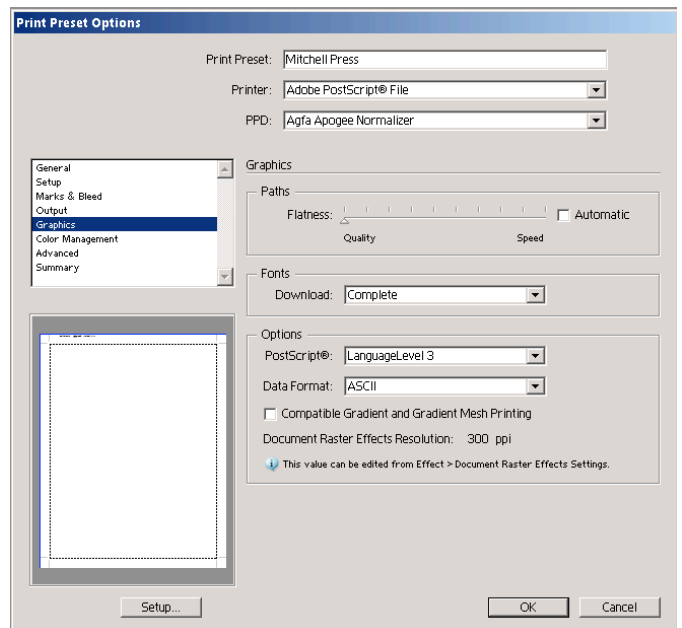 Print Preset Options
Print Preset: Mitchell Press
Printer: Adobe PostScript® File
PPD: Agfa Apogee Normalizer
General
Setup
Marks & Bleed
Output
Graphics
Color Management
Advanced
Summary
Graphics
Paths
Flatness:
Automatic
Quality
Speed
Fonts
Download: Complete
Options
PostScript®: LanguageLevel 3
Data Format: ASCII
Compatible Gradient and Gradient Mesh Printing
Document Raster Effects Resolution: 300 ppi
This value can be edited from Effect > Document Raster Effects Settings.
Setup...
OK
Cancel